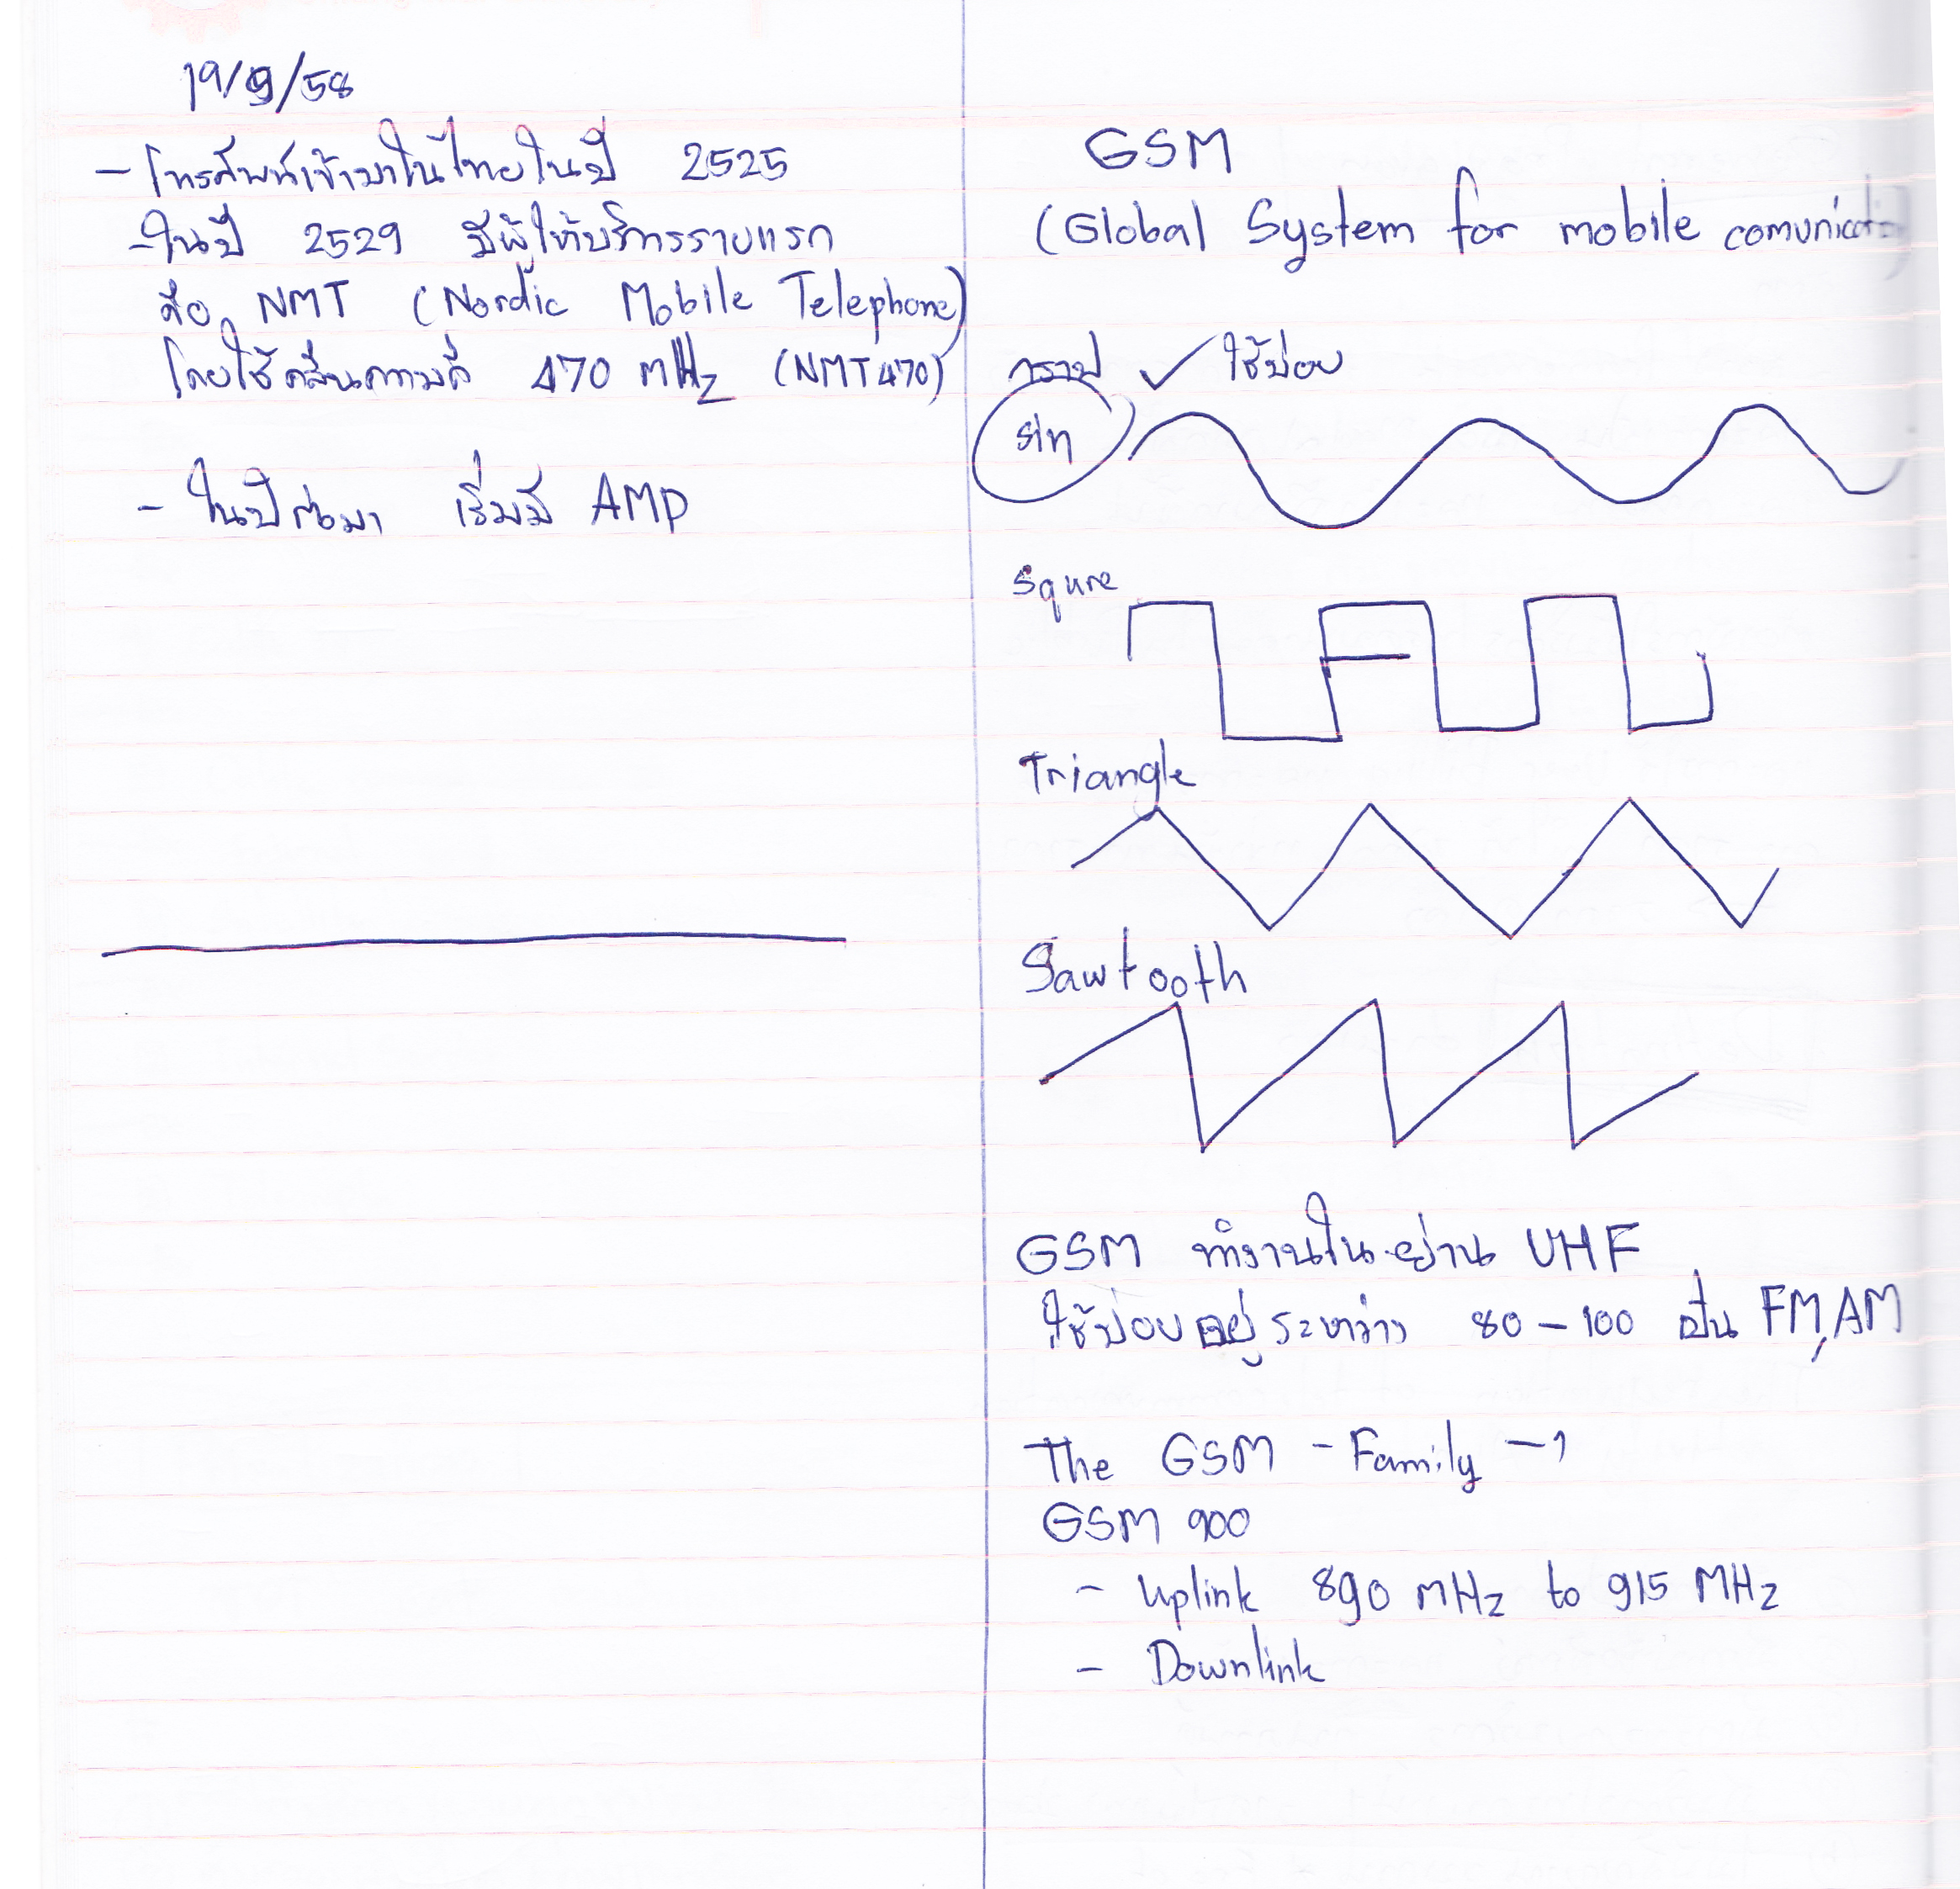 19/9/58
- โทรศัพท์เข้ามาในไทยในปี 2525
- ในปี 2529 มีผู้ให้บริการรายแรก
คือ NMT (Nordic Mobile Telephone)
โดยใช้คลื่นความถี่ 470 mHz (NMT470)
- ในปีต่อมา เริ่มมี AMP
GSM
(Global System for mobile comunicat
กราฟ ✓ ใช้บ่อย
sin
Squre
Triangle
Sawtooth
GSM ทำงานในย่าน UHF
ใช้บ่อยอยู่ระหว่าง 80 - 100 เป็น FM, AM
The GSM - Family - 1
GSM 900
- Uplink 890 MHz to 915 MHz
- Downlink